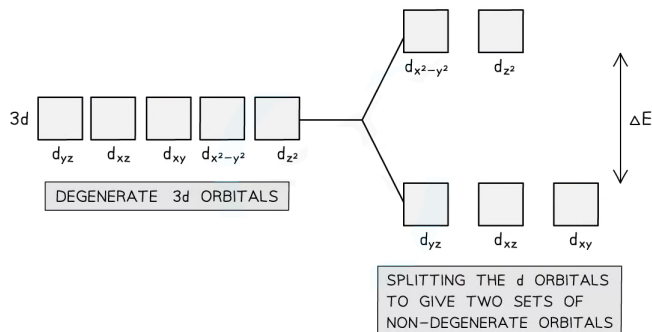 d_x²−y² d_z²
3d
ΔE
d_yz d_xz d_xy d_x²−y² d_z²
DEGENERATE 3d ORBITALS
d_yz d_xz d_xy
SPLITTING THE d ORBITALS
TO GIVE TWO SETS OF
NON-DEGENERATE ORBITALS